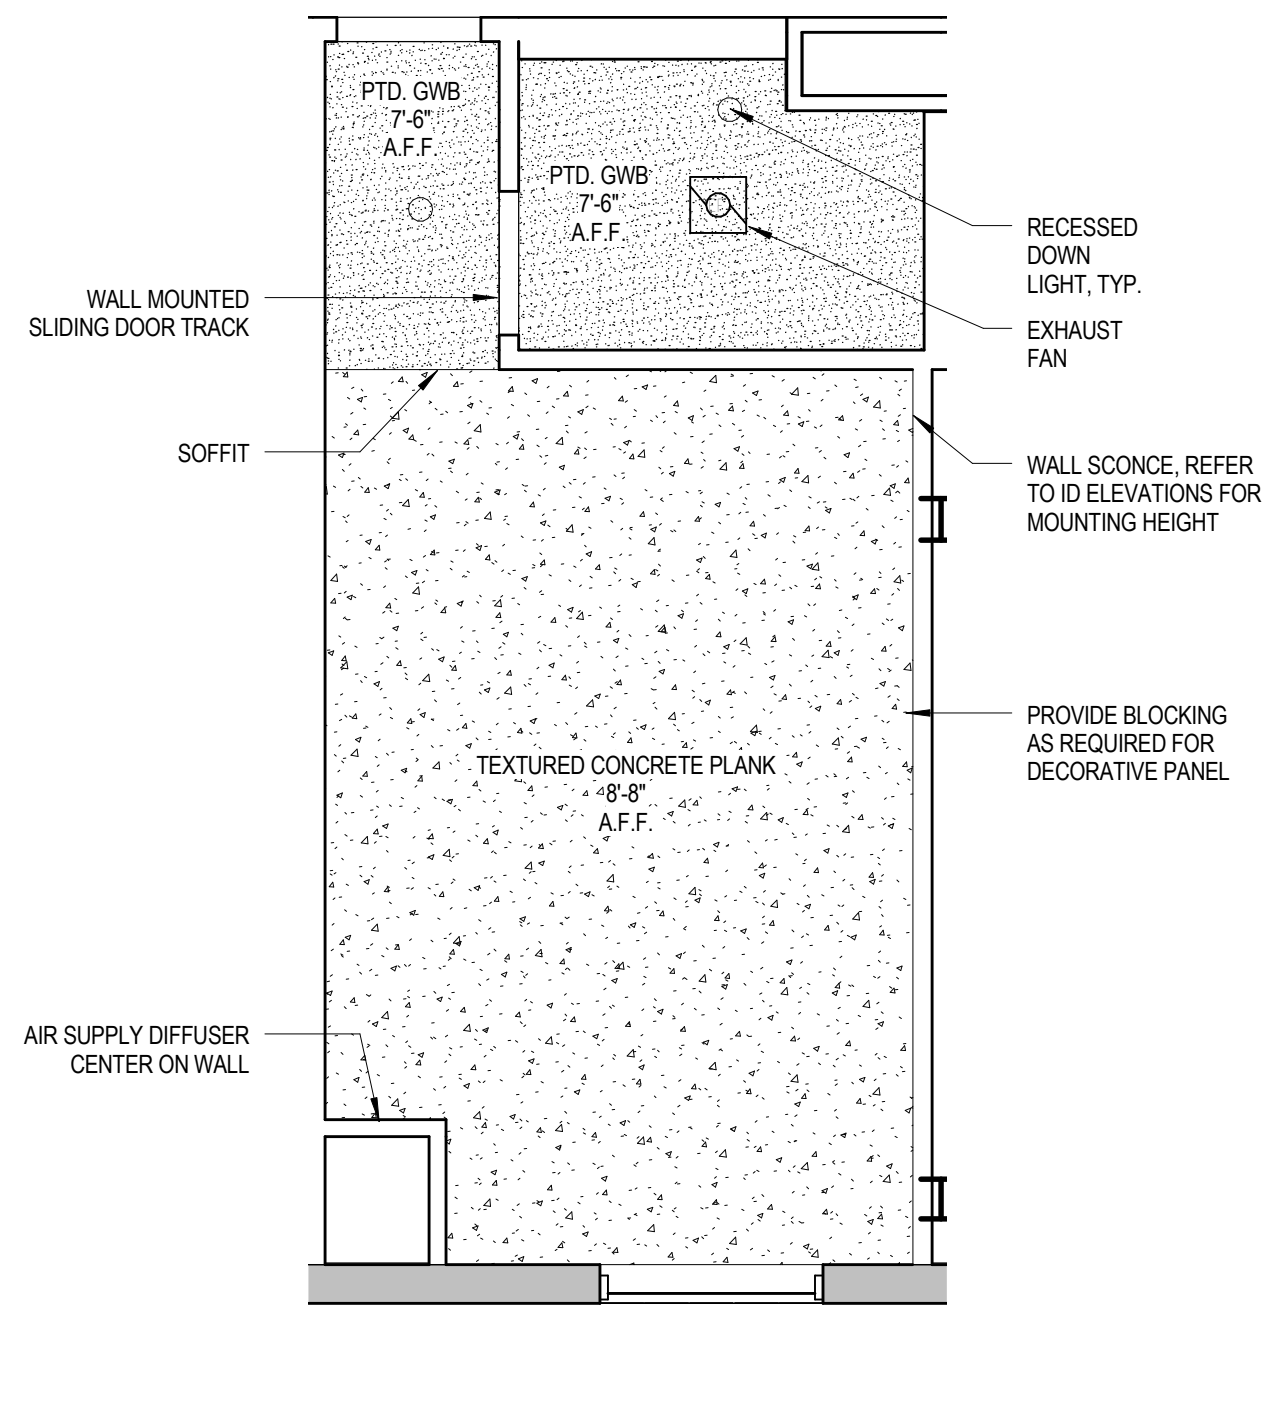 PTD. GWB
7'-6"
A.F.F.
PTD. GWB
7'-6"
A.F.F.
RECESSED
DOWN
LIGHT, TYP.
WALL MOUNTED
SLIDING DOOR TRACK
EXHAUST
FAN
SOFFIT
WALL SCONCE, REFER
TO ID ELEVATIONS FOR
MOUNTING HEIGHT
PROVIDE BLOCKING
AS REQUIRED FOR
DECORATIVE PANEL
TEXTURED CONCRETE PLANK
8'-8"
A.F.F.
AIR SUPPLY DIFFUSER
CENTER ON WALL